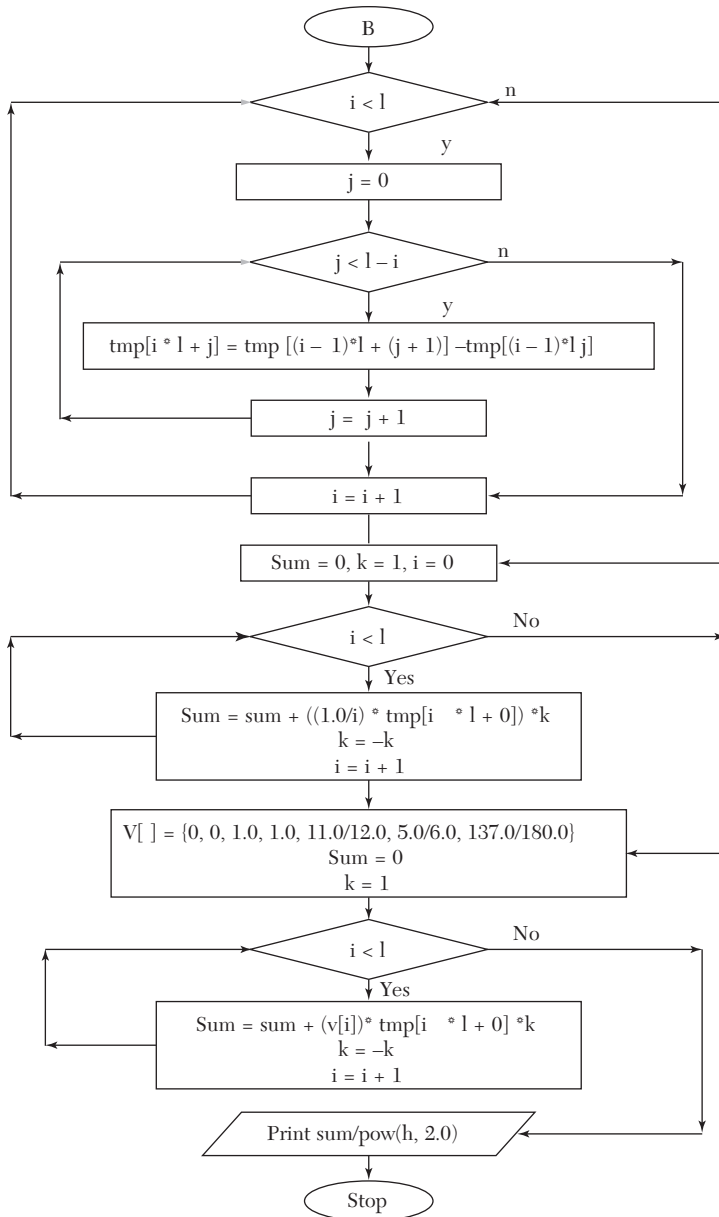 B
i < l
n
y
j = 0
j < l – i
n
y
tmp[i * l + j] = tmp [(i – 1)*l + (j + 1)] –tmp[(i – 1)*l j]
j = j + 1
i = i + 1
Sum = 0, k = 1, i = 0
i < l
No
Yes
Sum = sum + ((1.0/i) * tmp[i * l + 0]) *k
k = –k
i = i + 1
V[ ] = {0, 0, 1.0, 1.0, 11.0/12.0, 5.0/6.0, 137.0/180.0}
Sum = 0
k = 1
i < l
No
Yes
Sum = sum + (v[i])* tmp[i * l + 0] *k
k = –k
i = i + 1
Print sum/pow(h, 2.0)
Stop